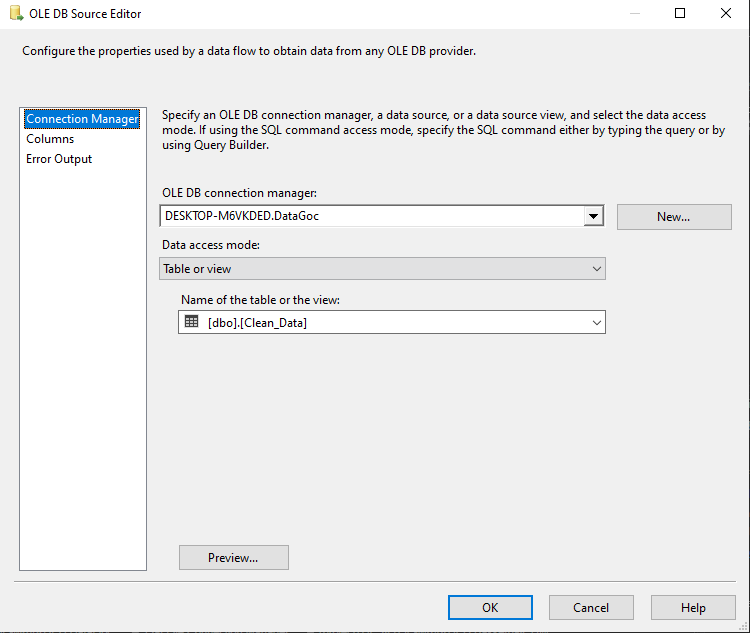 OLE DB Source Editor
Configure the properties used by a data flow to obtain data from any OLE DB provider.
Connection Manager
Columns
Error Output
Specify an OLE DB connection manager, a data source, or a data source view, and select the data access
mode. If using the SQL command access mode, specify the SQL command either by typing the query or by
using Query Builder.
OLE DB connection manager:
DESKTOP-M6VKDED.DataGoc
New...
Data access mode:
Table or view
Name of the table or the view:
[dbo].[Clean_Data]
Preview...
OK
Cancel
Help